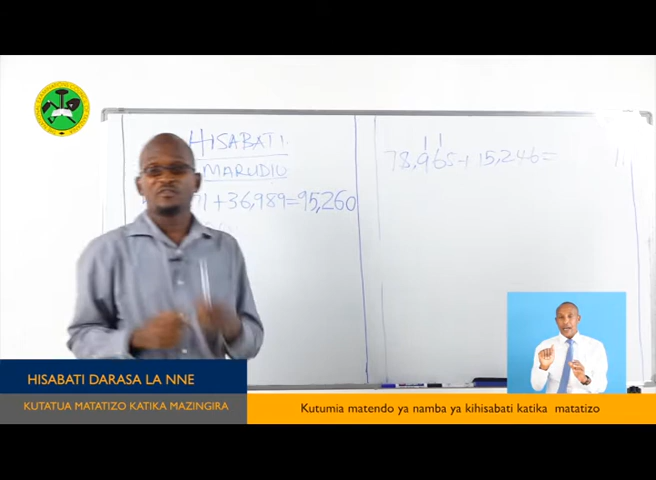 HISABATI
MARUDIO
71 + 36,989 = 95,260
78,965 + 15,246 =
HISABATI DARASA LA NNE
KUTATUA MATATIZO KATIKA MAZINGIRA
Kutumia matendo ya namba ya kihisabati katika matatizo